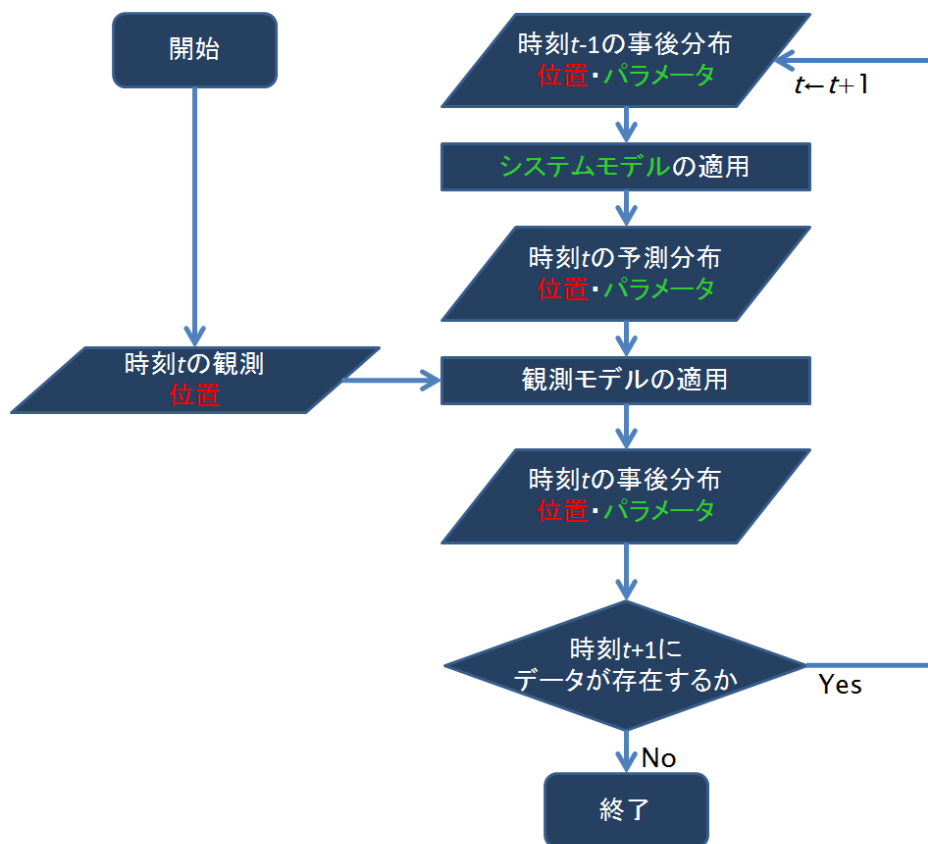 開始
時刻t-1の事後分布
位置・パラメータ
t←t+1
システムモデルの適用
時刻tの予測分布
位置・パラメータ
時刻tの観測
位置
観測モデルの適用
時刻tの事後分布
位置・パラメータ
時刻t+1に
データが存在するか
Yes
No
終了